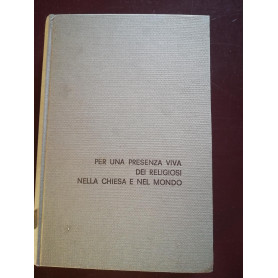 PER UNA PRESENZA VIVA
DEI RELIGIOSI
NELLA CHIESA E NEL MONDO